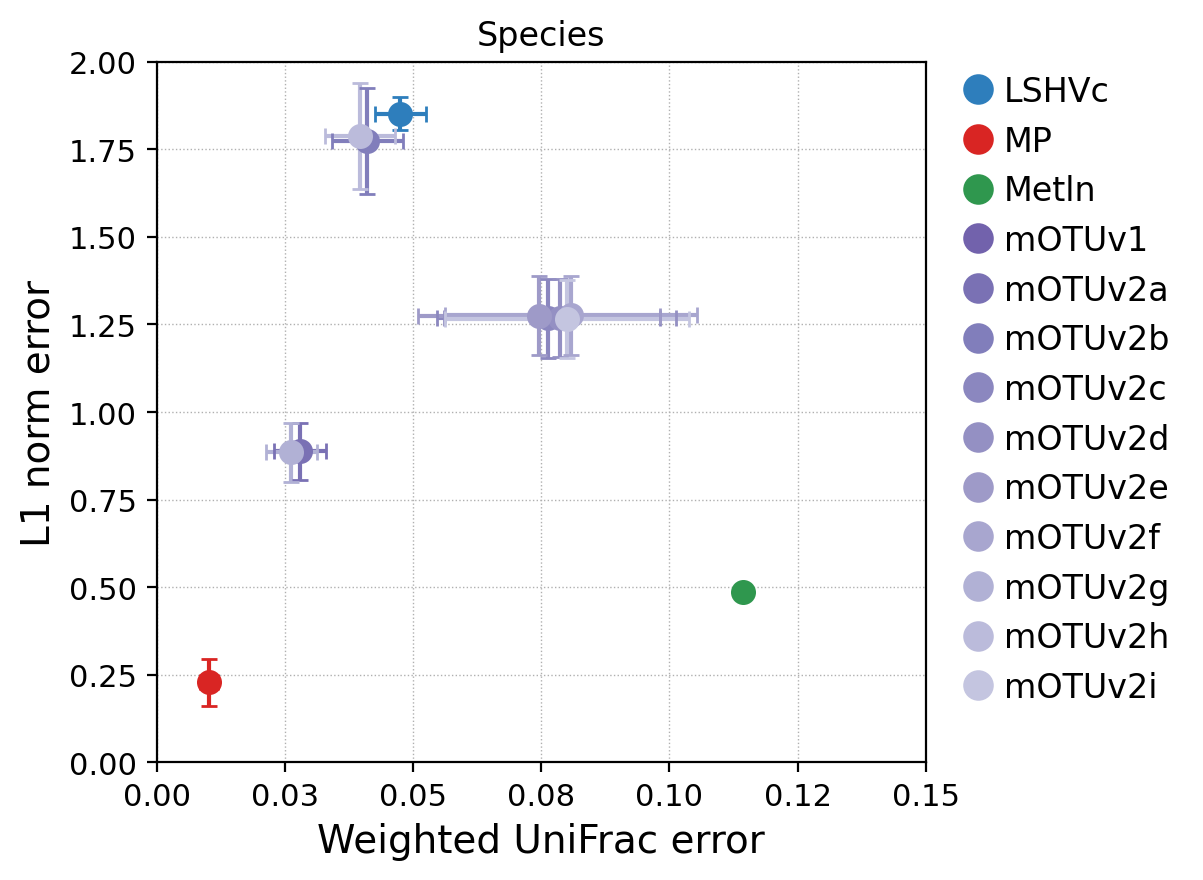 Species
L1 norm error
2.00
1.75
1.50
1.25
1.00
0.75
0.50
0.25
0.00
0.00 0.03 0.05 0.08 0.10 0.12 0.15
Weighted UniFrac error
LSHVc
MP
Metln
mOTUv1
mOTUv2a
mOTUv2b
mOTUv2c
mOTUv2d
mOTUv2e
mOTUv2f
mOTUv2g
mOTUv2h
mOTUv2i